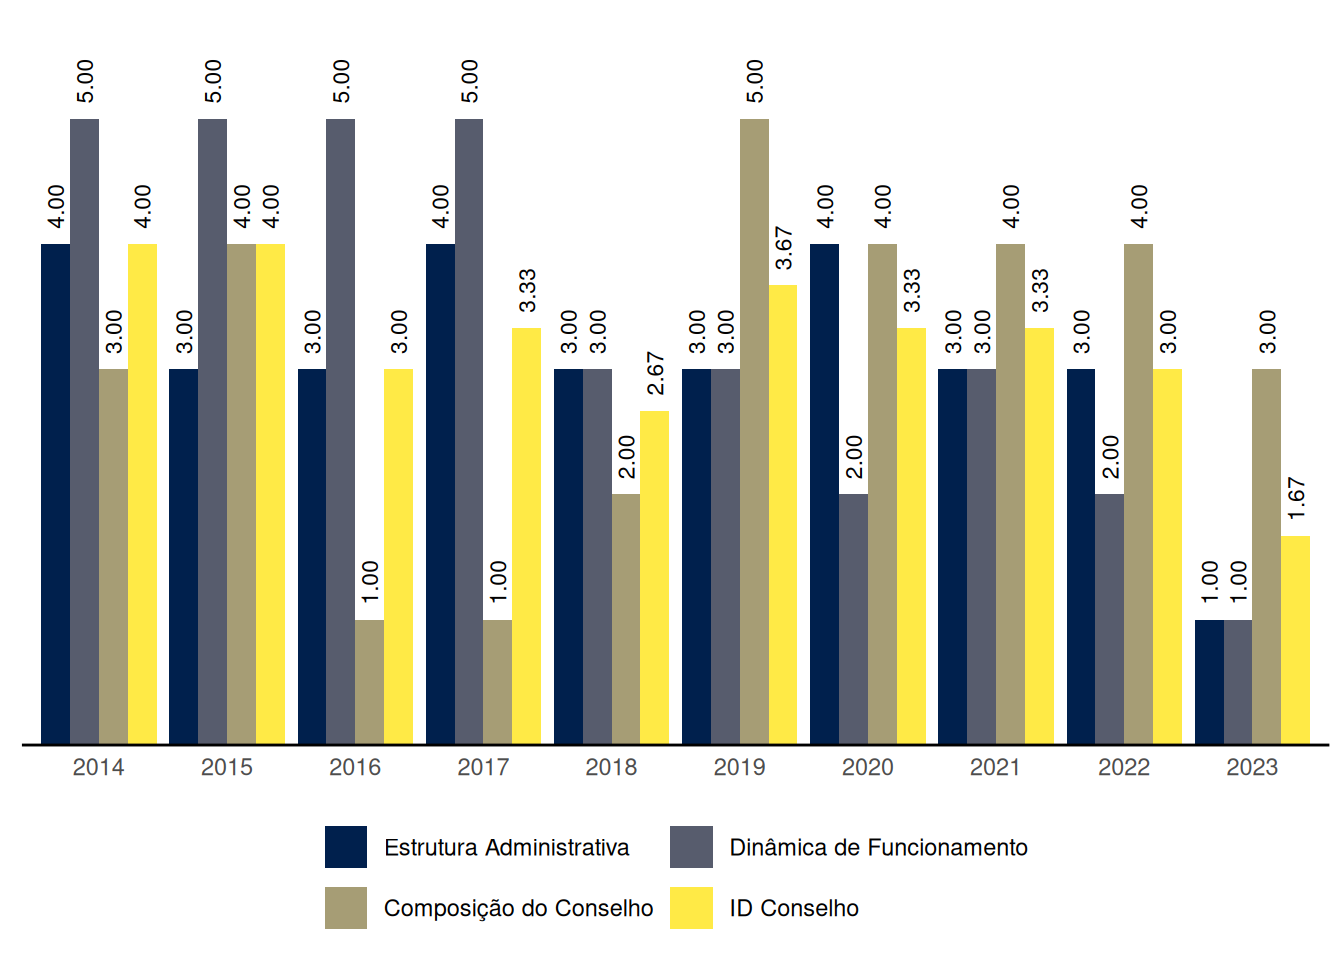 5.00 5.00 5.00 5.00 5.00
4.00 4.00 4.00 4.00 4.00 4.00 4.00 4.00 4.00
3.67
3.33 3.33 3.33
3.00 3.00 3.00 3.00 3.00 3.00 3.00 3.00 3.00 3.00 3.00 3.00 3.00
2.67
2.00 2.00 2.00
1.67
1.00 1.00 1.00 1.00
2014 2015 2016 2017 2018 2019 2020 2021 2022 2023
Estrutura Administrativa Dinâmica de Funcionamento
Composição do Conselho ID Conselho